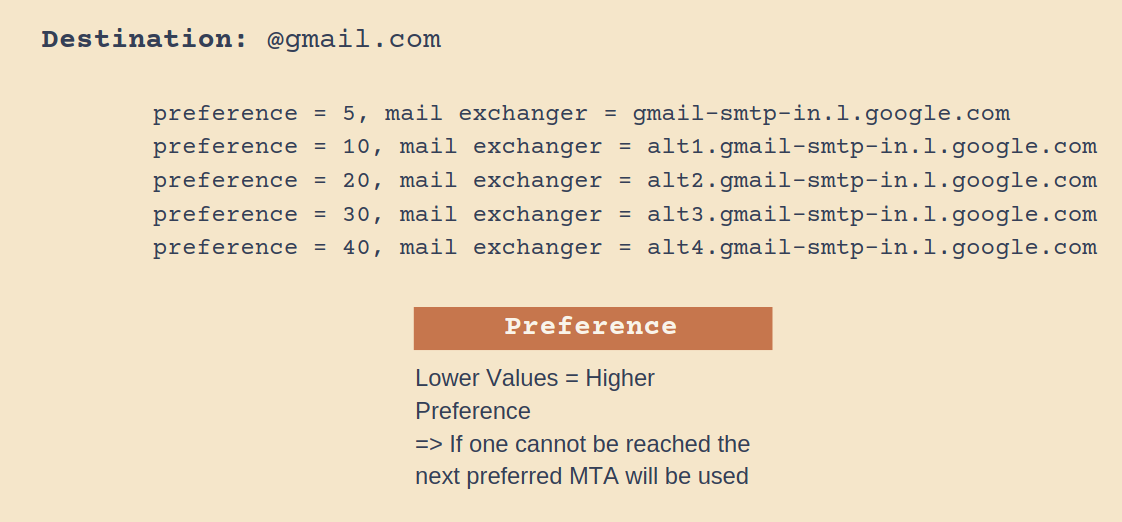 Destination: @gmail.com
preference = 5, mail exchanger = gmail-smtp-in.l.google.com
preference = 10, mail exchanger = alt1.gmail-smtp-in.l.google.com
preference = 20, mail exchanger = alt2.gmail-smtp-in.l.google.com
preference = 30, mail exchanger = alt3.gmail-smtp-in.l.google.com
preference = 40, mail exchanger = alt4.gmail-smtp-in.l.google.com
Preference
Lower Values = Higher
Preference
=> If one cannot be reached the
next preferred MTA will be used